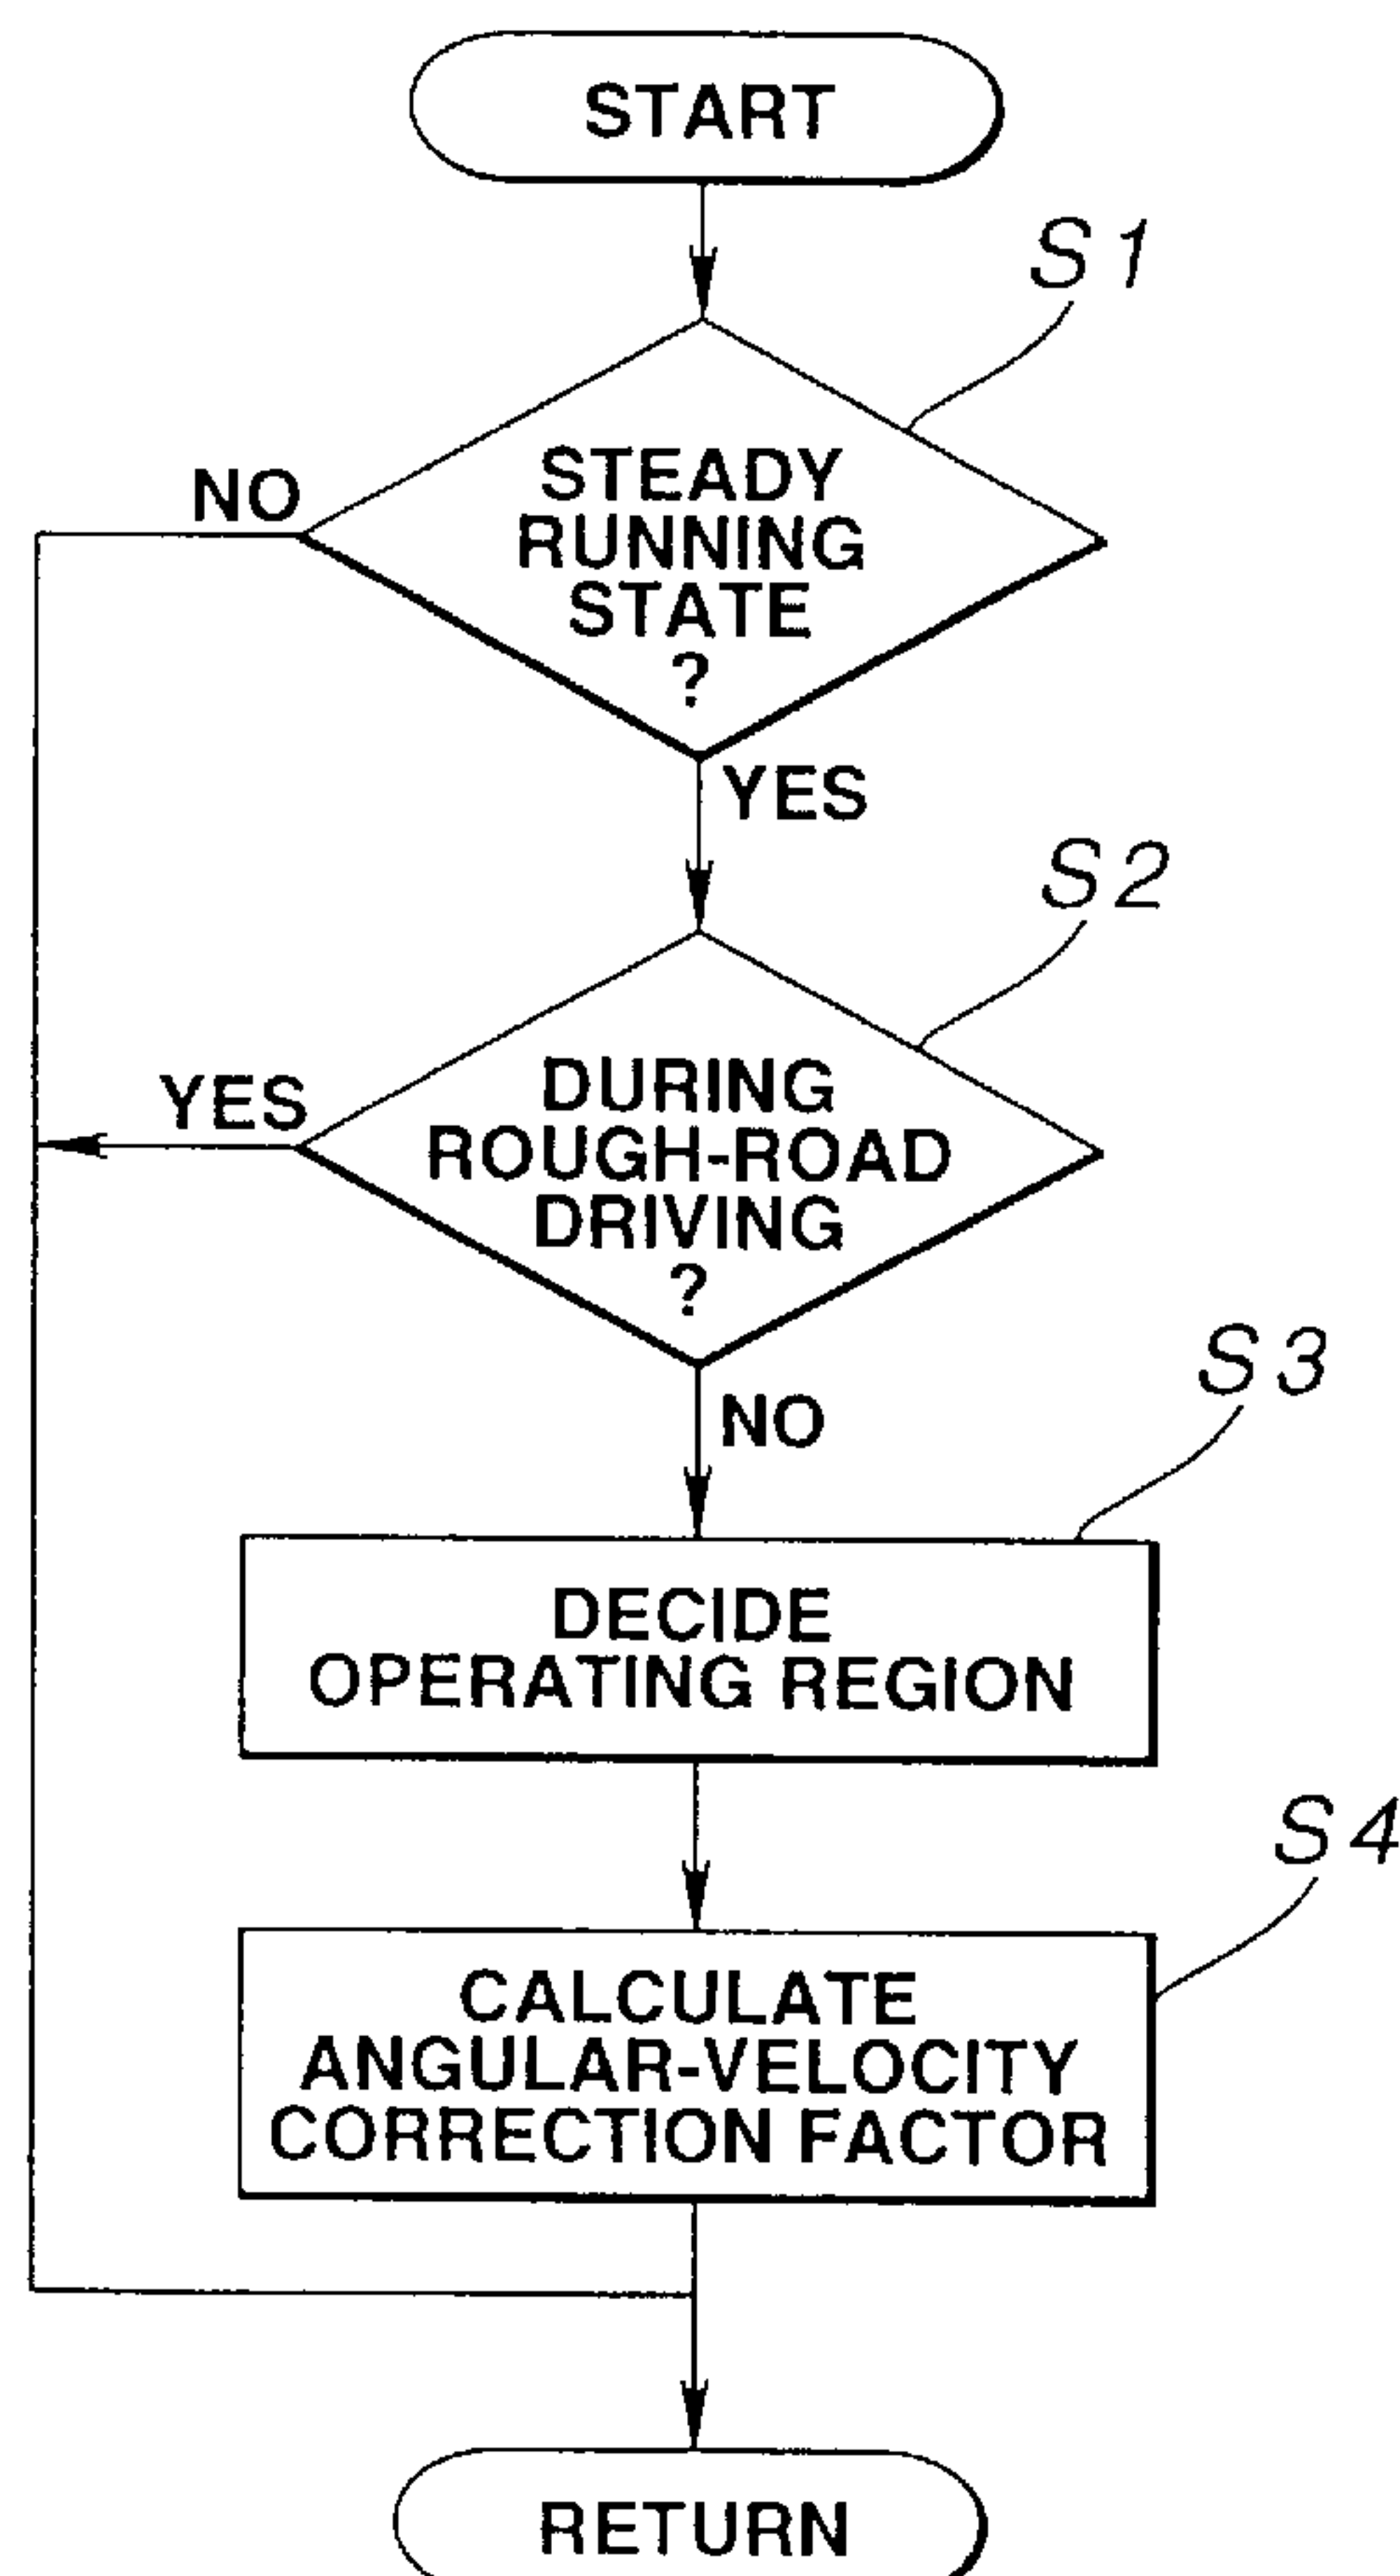 START
S1
NO
STEADY
RUNNING
STATE
?
YES
S2
YES
DURING
ROUGH-ROAD
DRIVING
?
NO
S3
DECIDE
OPERATING REGION
S4
CALCULATE
ANGULAR-VELOCITY
CORRECTION FACTOR
RETURN